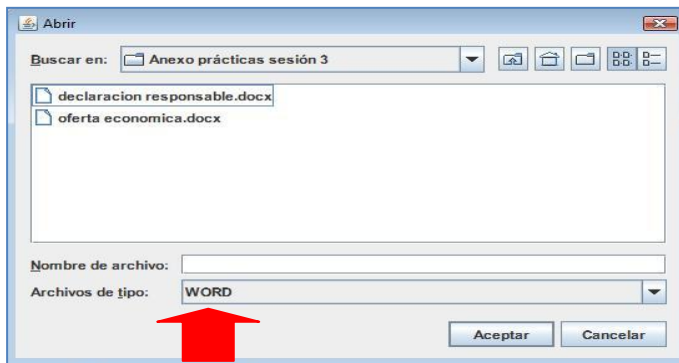 Abrir
Buscar en: Anexo prácticas sesión 3
declaracion responsable.docx
oferta economica.docx
Nombre de archivo:
Archivos de tipo: WORD
Aceptar Cancelar